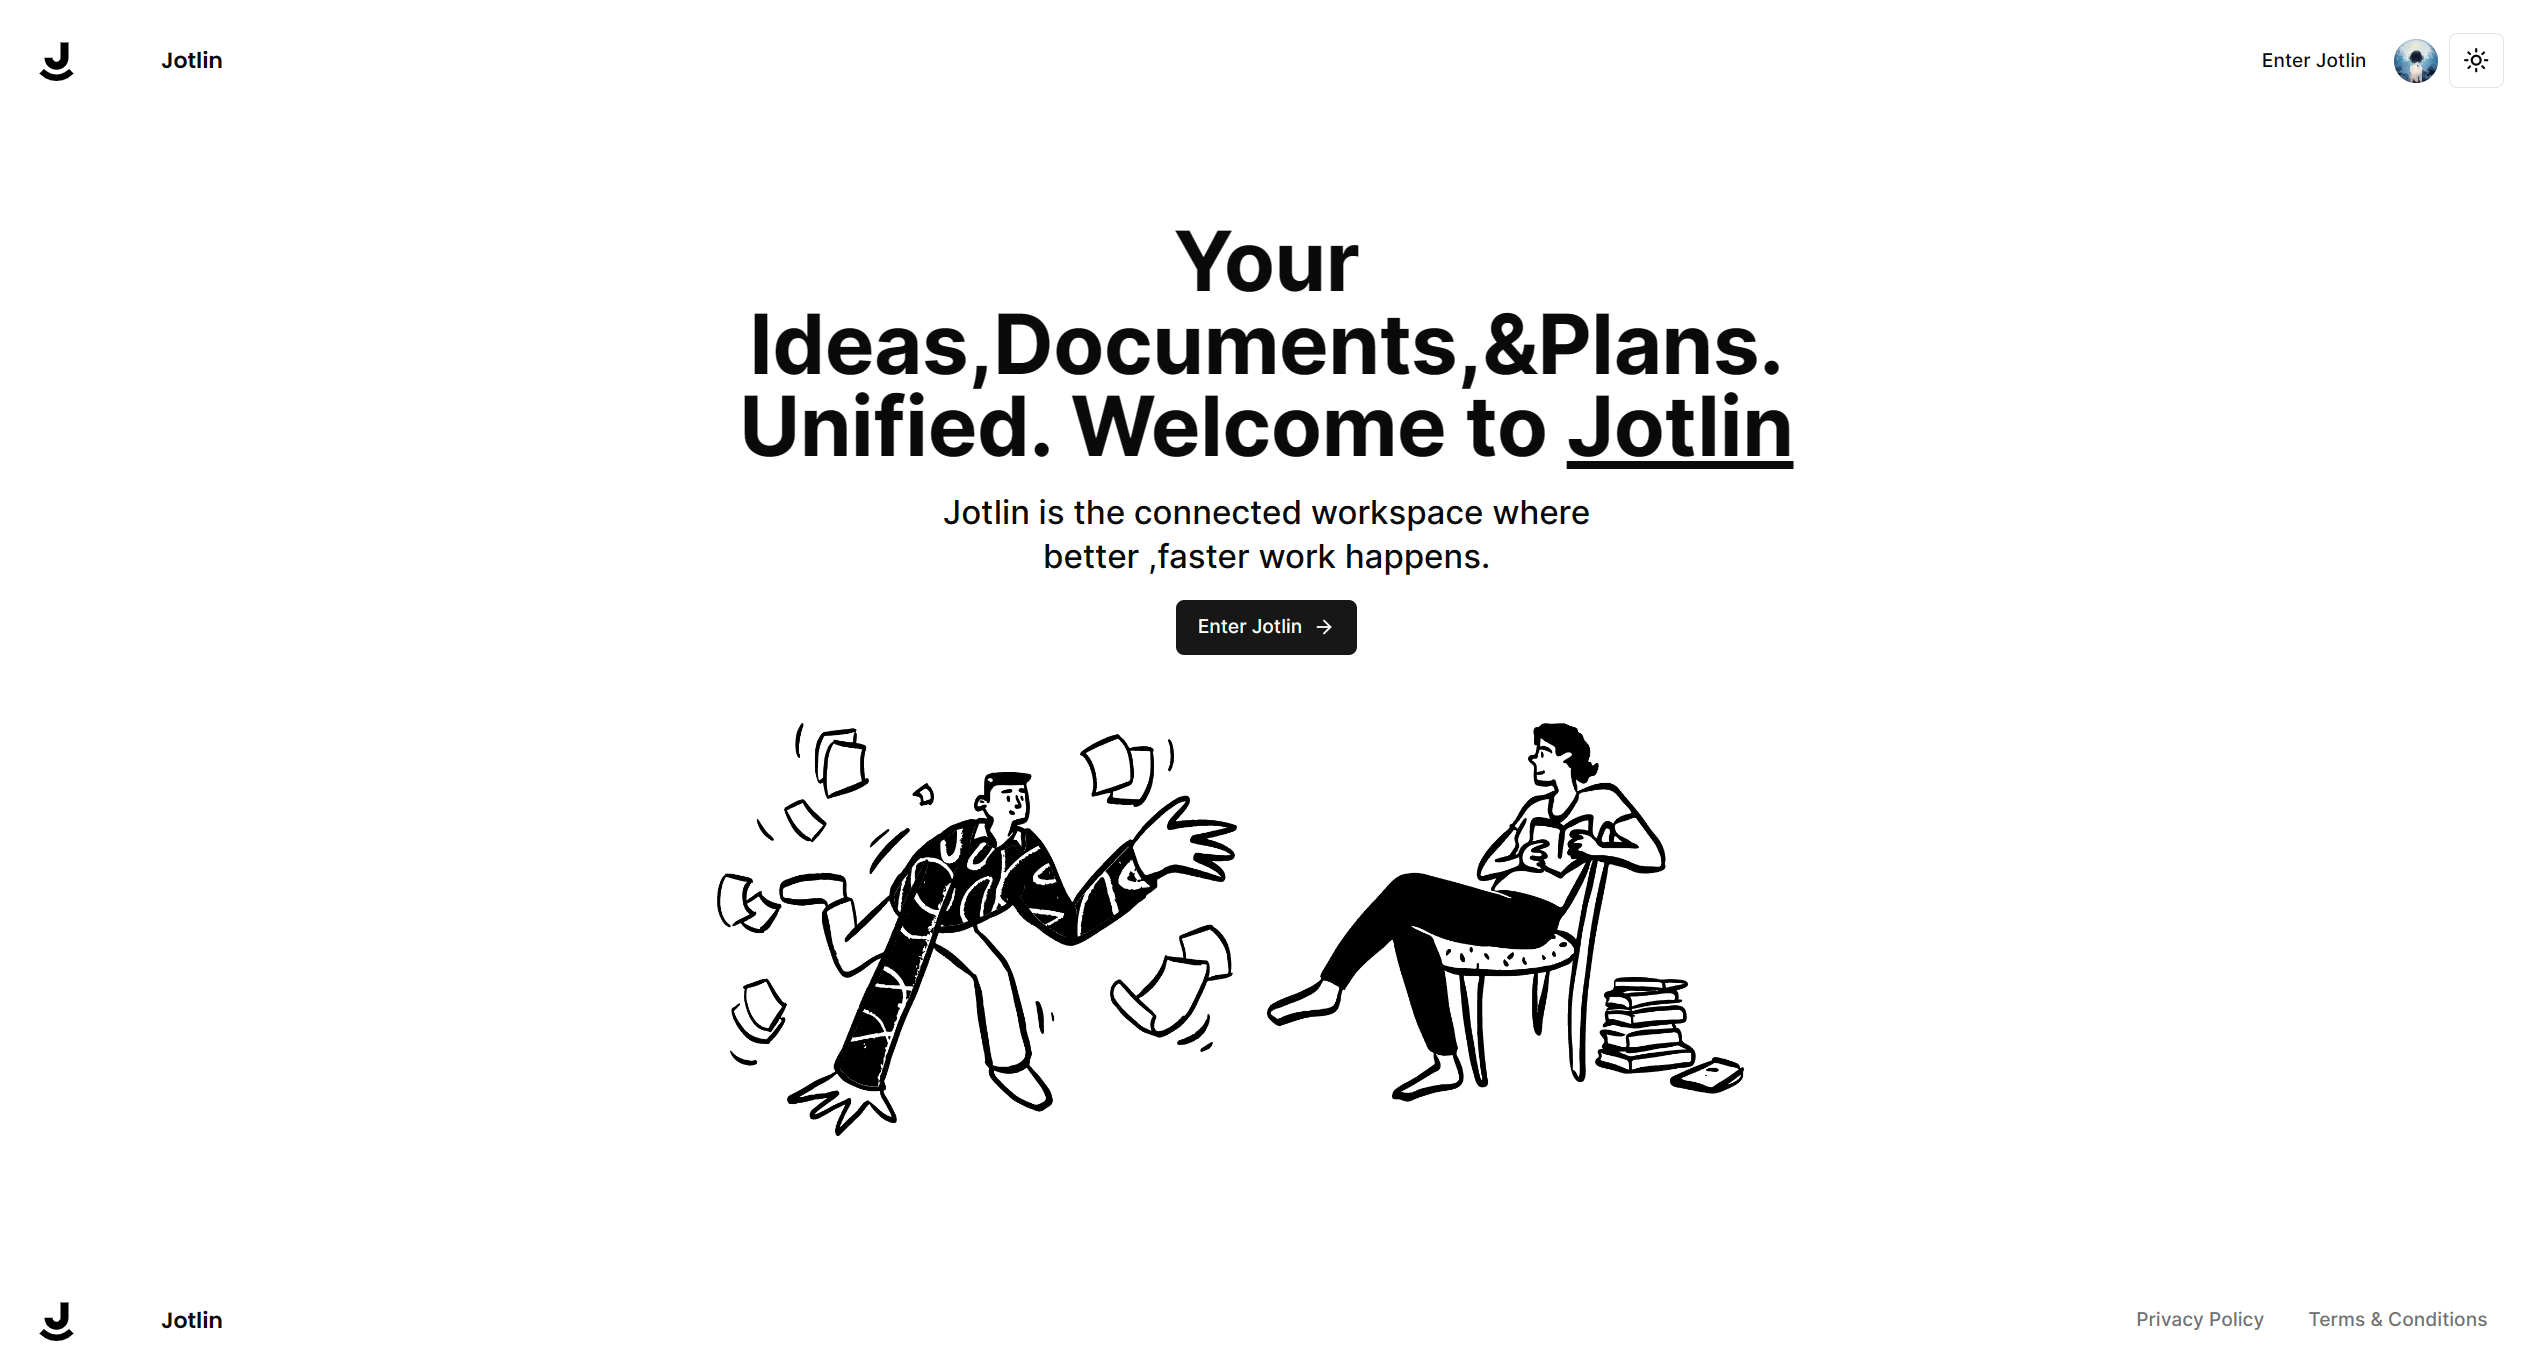 Jotlin
Enter Jotlin
Your
Ideas,Documents,&Plans.
Unified. Welcome to Jotlin
Jotlin is the connected workspace where
better ,faster work happens.
Enter Jotlin
Jotlin
Privacy Policy
Terms & Conditions